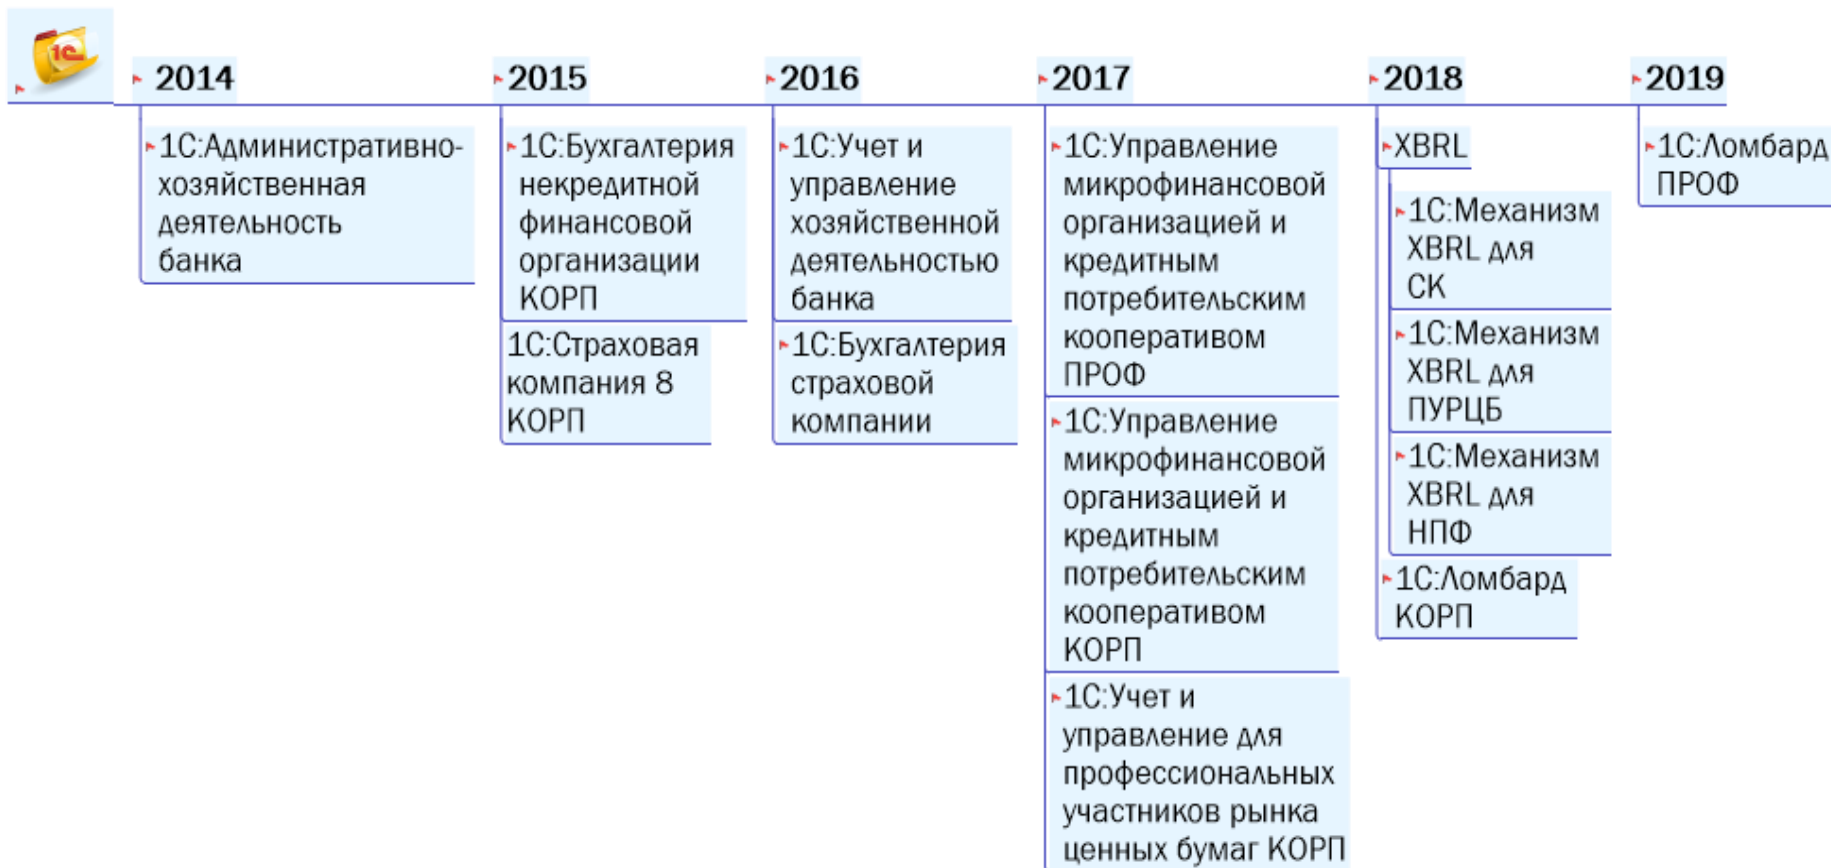 1С
2014
1С:Административно-
хозяйственная
деятельность
банка
2015
1С:Бухгалтерия
некредитной
финансовой
организации
КОРП
1С:Страховая
компания 8
КОРП
2016
1С:Учет и
управление
хозяйственной
деятельностью
банка
1С:Бухгалтерия
страховой
компании
2017
1С:Управление
микрофинансовой
организацией и
кредитным
потребительским
кооперативом
ПРОФ
1С:Управление
микрофинансовой
организацией и
кредитным
потребительским
кооперативом
КОРП
1С:Учет и
управление для
профессиональных
участников рынка
ценных бумаг КОРП
2018
XBRL
1С:Механизм
XBRL для
СК
1С:Механизм
XBRL для
ПУРЦБ
1С:Механизм
XBRL для
НПФ
1С:Ломбард
КОРП
2019
1С:Ломбард
ПРОФ